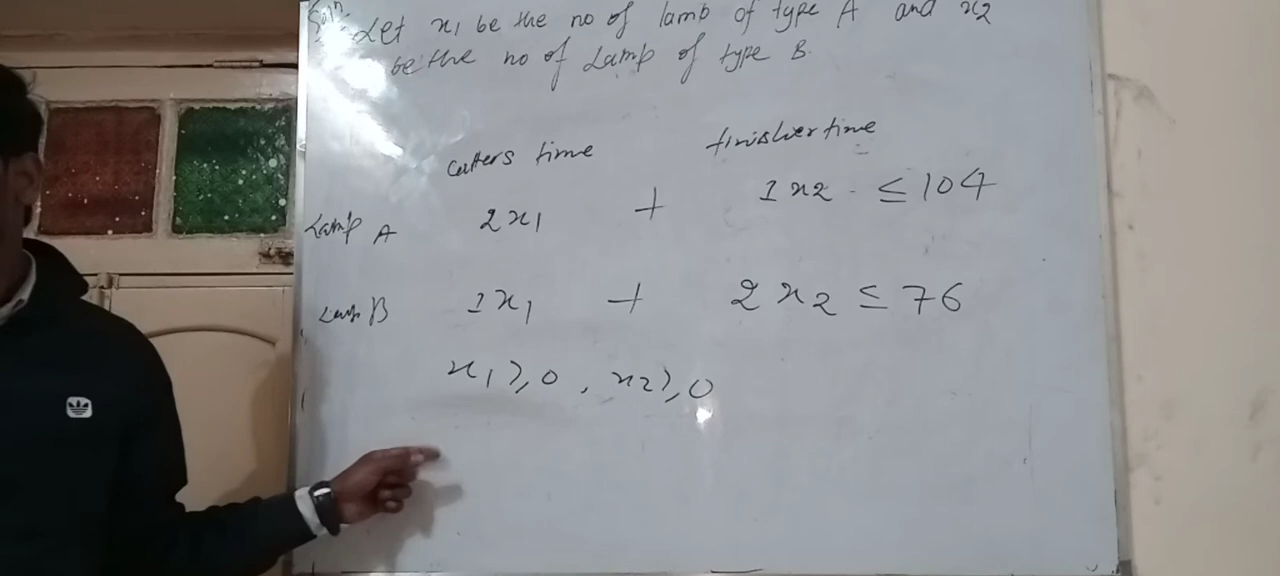 Soln:- Let x1 be the no of lamb of type A and x2
be the no of Lamp of type B.
Cutters time finisher time
Lamp A 2x1 + 1x2 ≤ 104
Lamp B 1x1 + 2x2 ≤ 76
x1 ≥ 0, x2 ≥ 0